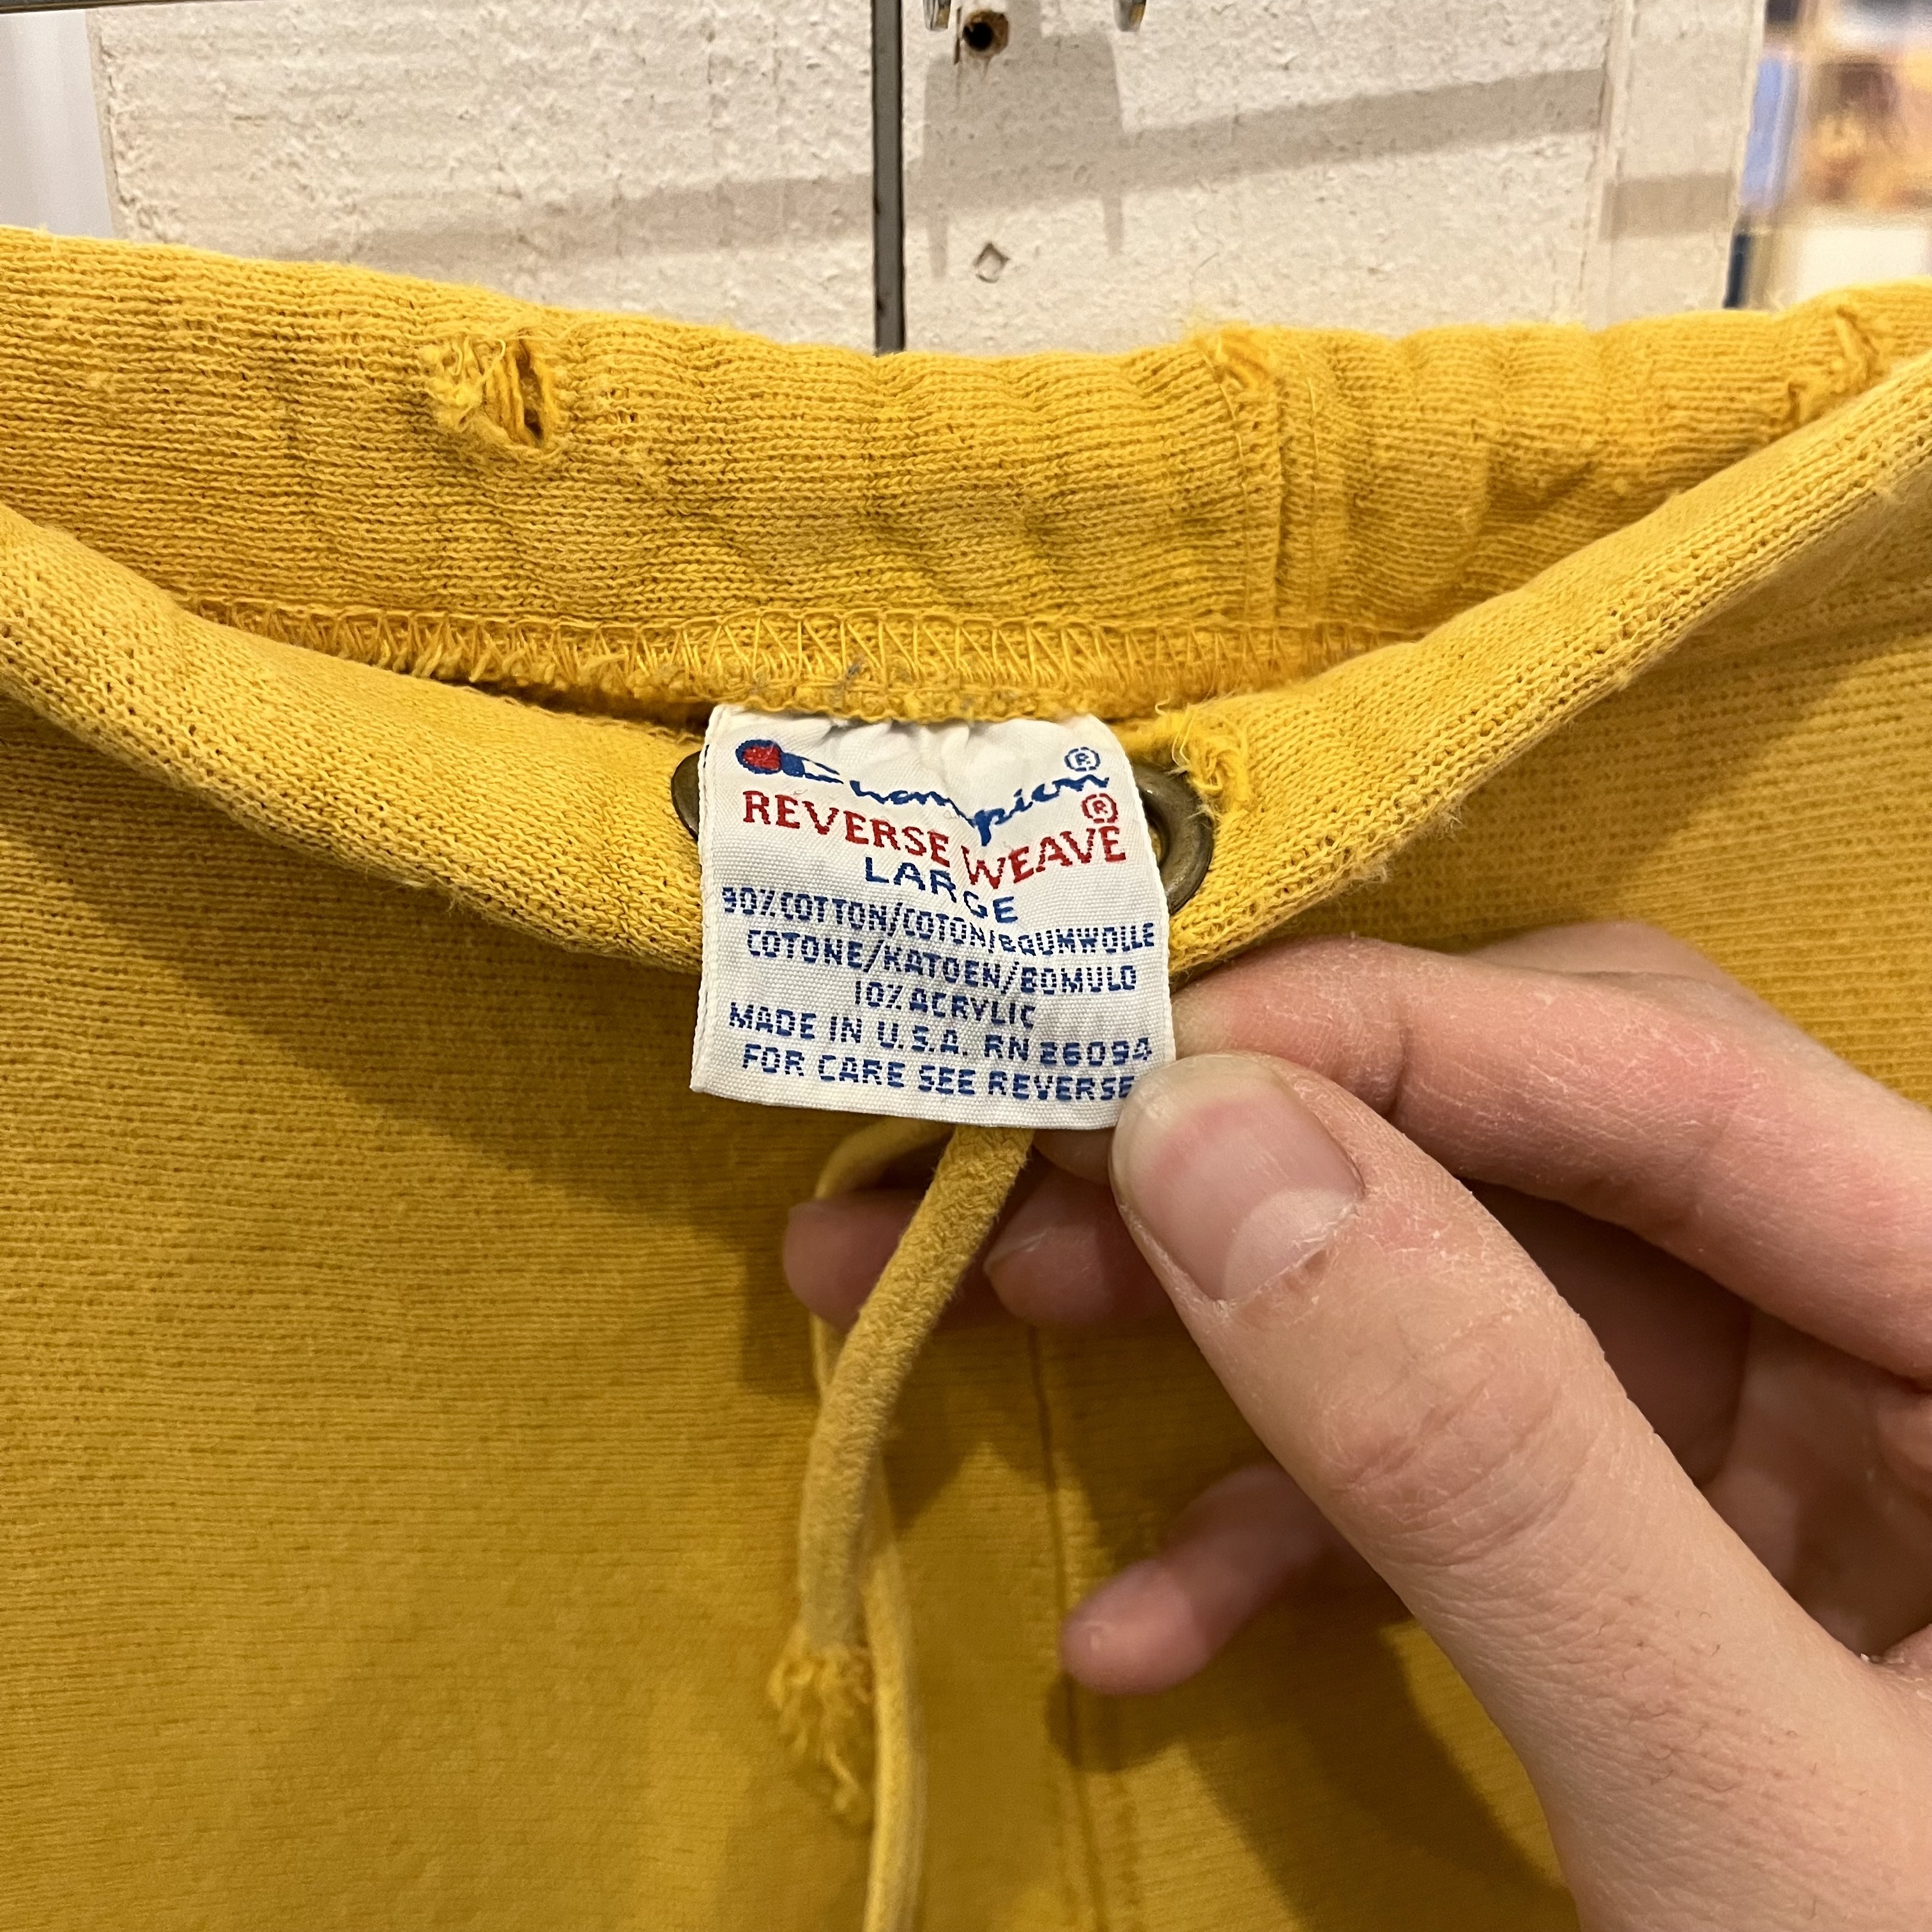 Champion®
REVERSE WEAVE®
LARGE
90% COTTON/COTON/BAUMWOLLE
COTONE/KATOEN/BOMULD
10% ACRYLIC
MADE IN U.S.A. RN 26094
FOR CARE SEE REVERSE